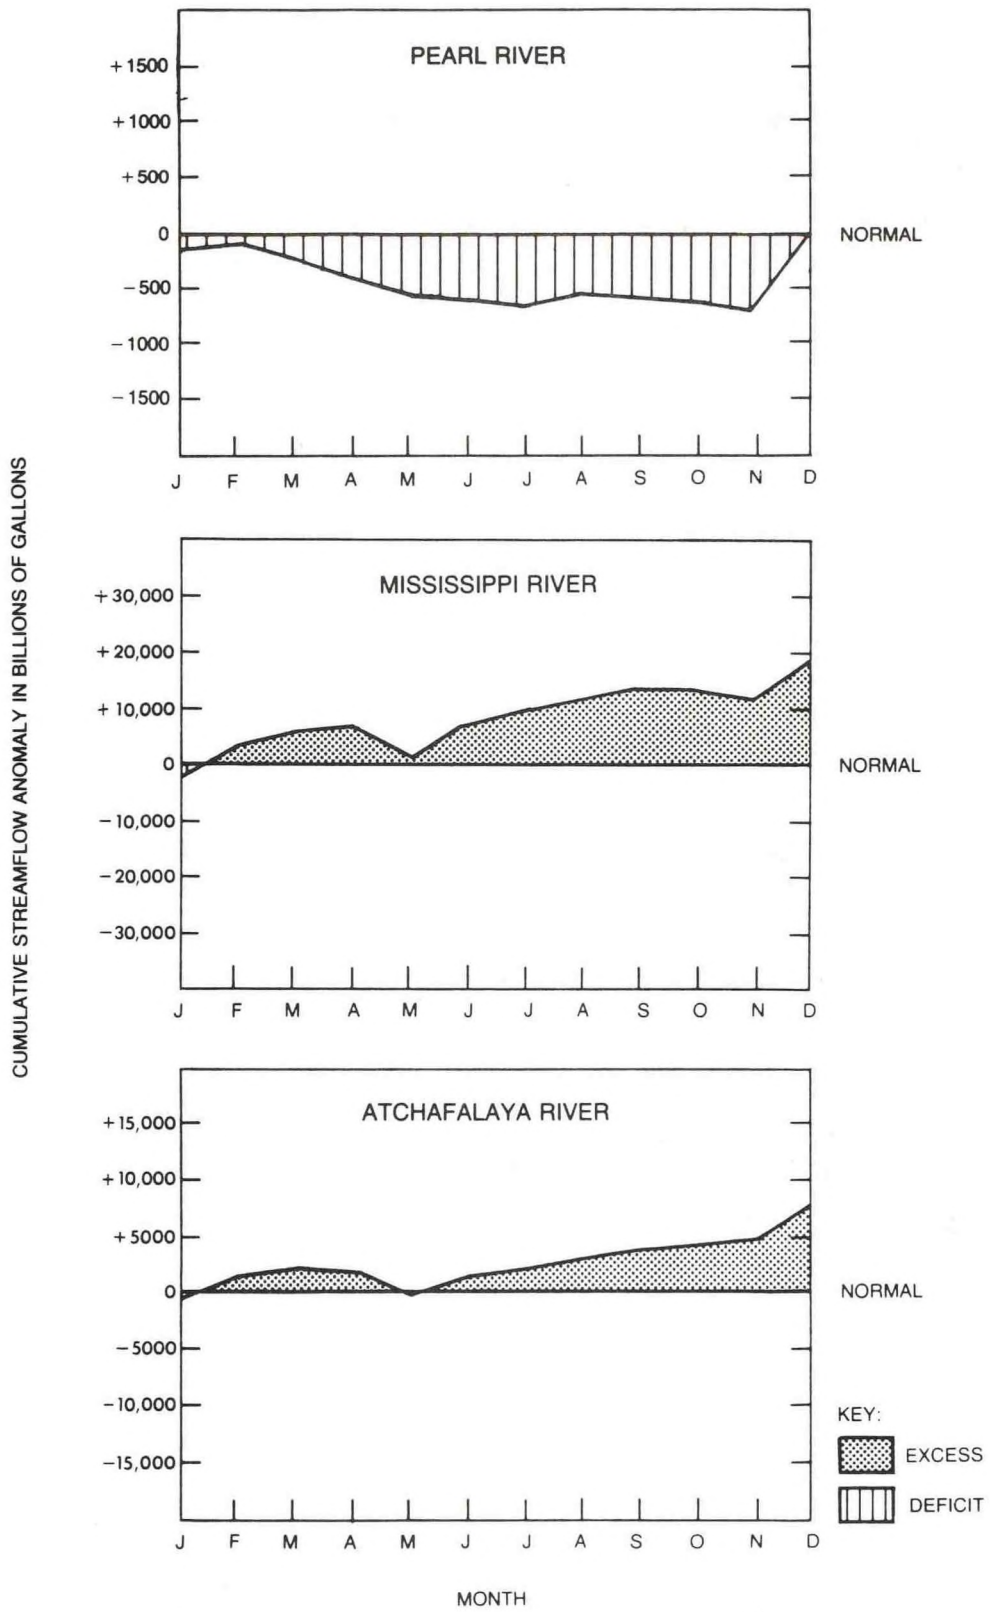 CUMULATIVE STREAMFLOW ANOMALY IN BILLIONS OF GALLONS
PEARL RIVER
+1500
+1000
+500
0
NORMAL
−500
−1000
−1500
J F M A M J J A S O N D
MISSISSIPPI RIVER
+30,000
+20,000
+10,000
0
NORMAL
−10,000
−20,000
−30,000
J F M A M J J A S O N D
ATCHAFALAYA RIVER
+15,000
+10,000
+5000
0
NORMAL
−5000
−10,000
−15,000
J F M A M J J A S O N D
MONTH
KEY:
EXCESS
DEFICIT